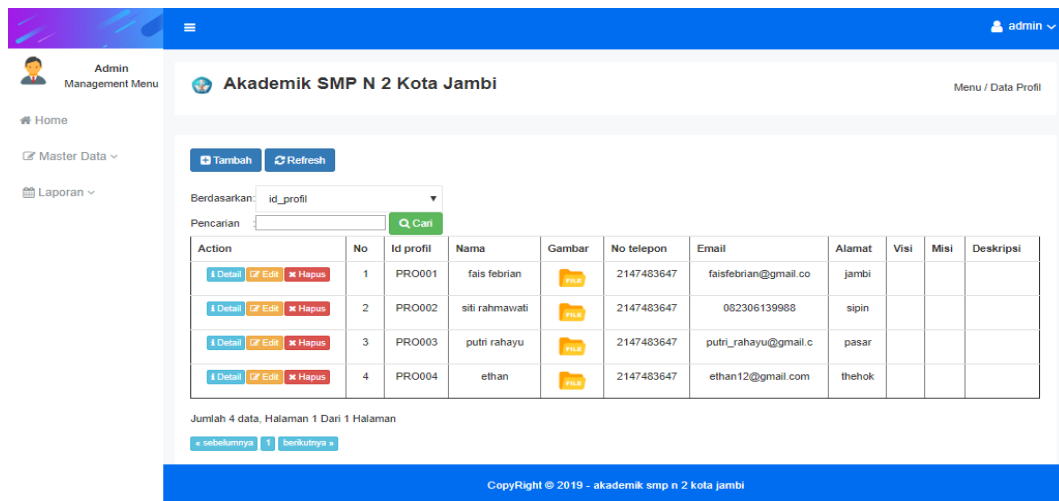 admin
Admin
Management Menu
Home
Master Data
Laporan
Akademik SMP N 2 Kota Jambi
Menu / Data Profil
Tambah Refresh
Berdasarkan: id_profil
Pencarian : Cari
Action No Id profil Nama Gambar No telepon Email Alamat Visi Misi Deskripsi
Detail Edit Hapus 1 PRO001 fais febrian FILE 2147483647 faisfebrian@gmail.co jambi
Detail Edit Hapus 2 PRO002 siti rahmawati FILE 2147483647 082306139988 sipin
Detail Edit Hapus 3 PRO003 putri rahayu FILE 2147483647 putri_rahayu@gmail.c pasar
Detail Edit Hapus 4 PRO004 ethan FILE 2147483647 ethan12@gmail.com thehok
Jumlah 4 data, Halaman 1 Dari 1 Halaman
« sebelumnya 1 berikutnya »
CopyRight © 2019 - akademik smp n 2 kota jambi